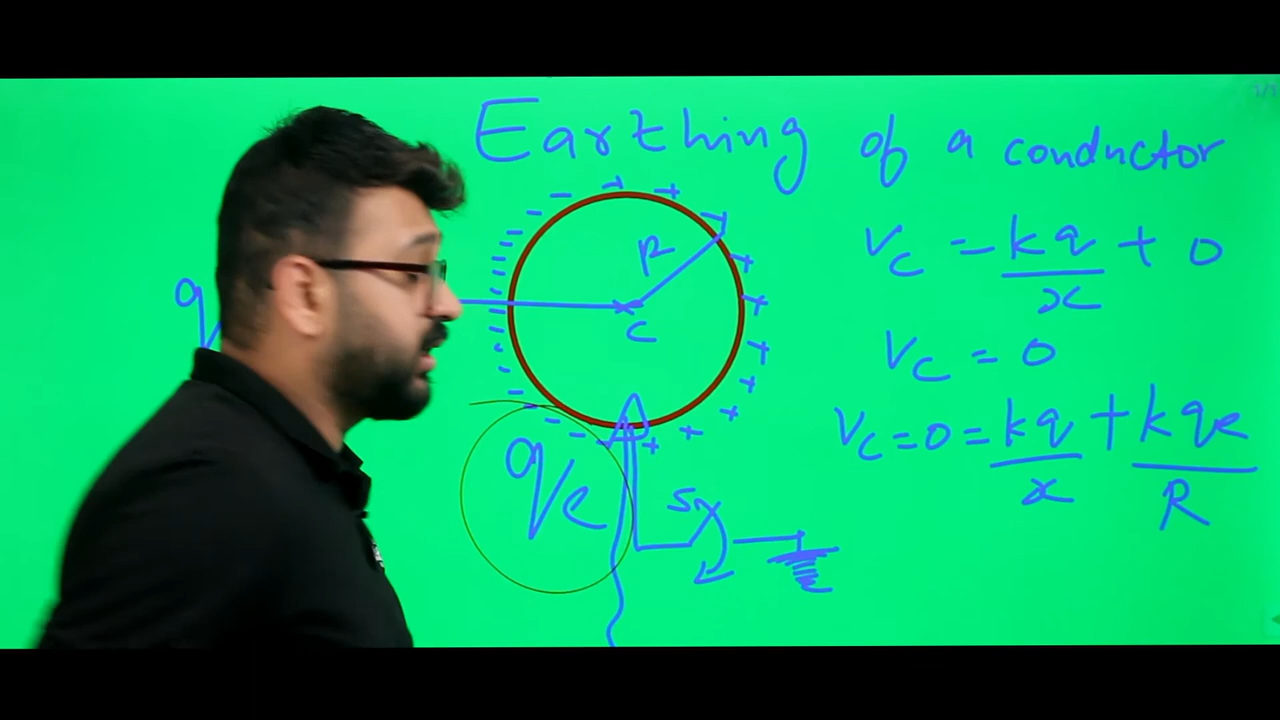 Earthing of a conductor
R
C
q
qe
S
Vc = kq/x + 0
Vc = 0
Vc = 0 = kq/x + kqe/R